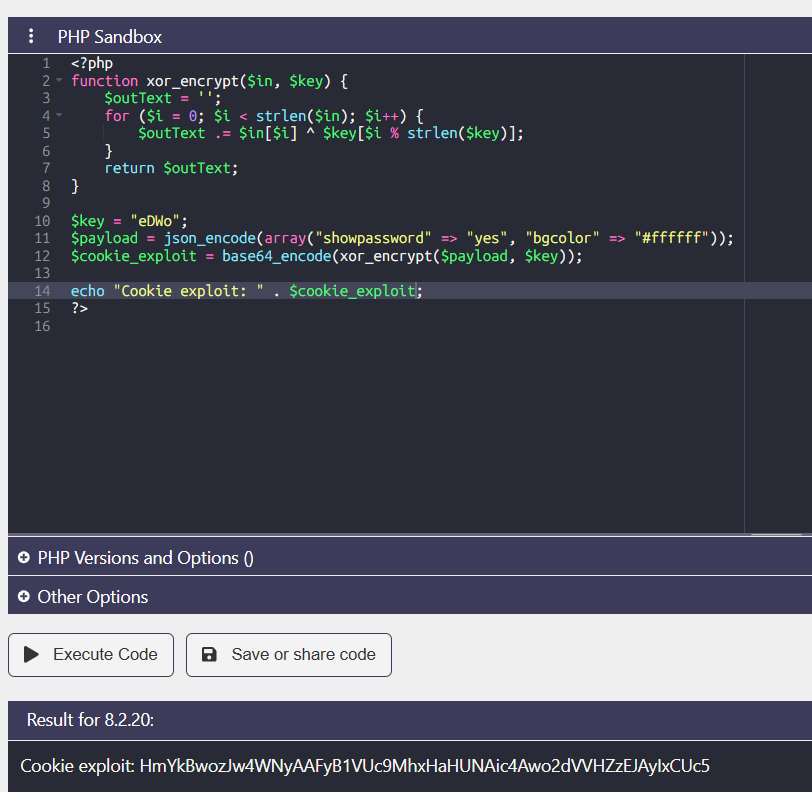 PHP Sandbox
1 <?php
2 function xor_encrypt($in, $key) {
3 $outText = '';
4 for ($i = 0; $i < strlen($in); $i++) {
5 $outText .= $in[$i] ^ $key[$i % strlen($key)];
6 }
7 return $outText;
8 }
9
10 $key = "eDWo";
11 $payload = json_encode(array("showpassword" => "yes", "bgcolor" => "#ffffff"));
12 $cookie_exploit = base64_encode(xor_encrypt($payload, $key));
13
14 echo "Cookie exploit: " . $cookie_exploit;
15 ?>
16
PHP Versions and Options ()
Other Options
Execute Code
Save or share code
Result for 8.2.20:
Cookie exploit: HmYkBwozJw4WNyAAFyB1VUc9MhxHaHUNAic4Awo2dVVHZzEJAyIxCUc5